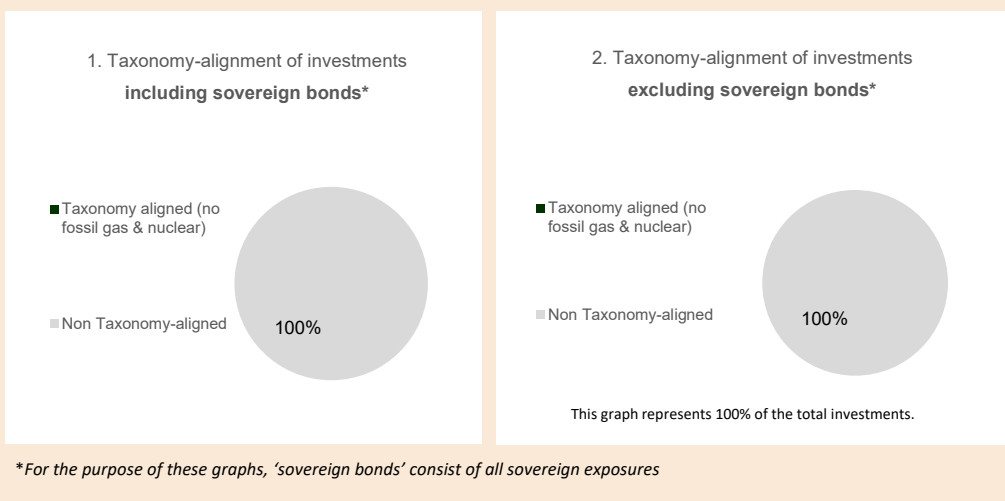 1. Taxonomy-alignment of investments
including sovereign bonds*
Taxonomy aligned (no
fossil gas & nuclear)
Non Taxonomy-aligned
100%
2. Taxonomy-alignment of investments
excluding sovereign bonds*
Taxonomy aligned (no
fossil gas & nuclear)
Non Taxonomy-aligned
100%
This graph represents 100% of the total investments.
*For the purpose of these graphs, ‘sovereign bonds’ consist of all sovereign exposures